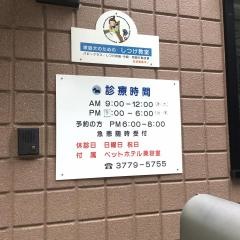 家庭犬のための しつけ教室
診療時間
AM 9:00－12:00
PM 1:00－6:00
予約の方 PM6:00－8:00
急患随時受付
休診日 日曜日 祝日
付属 ペットホテル美容室
☎ 3779-5755